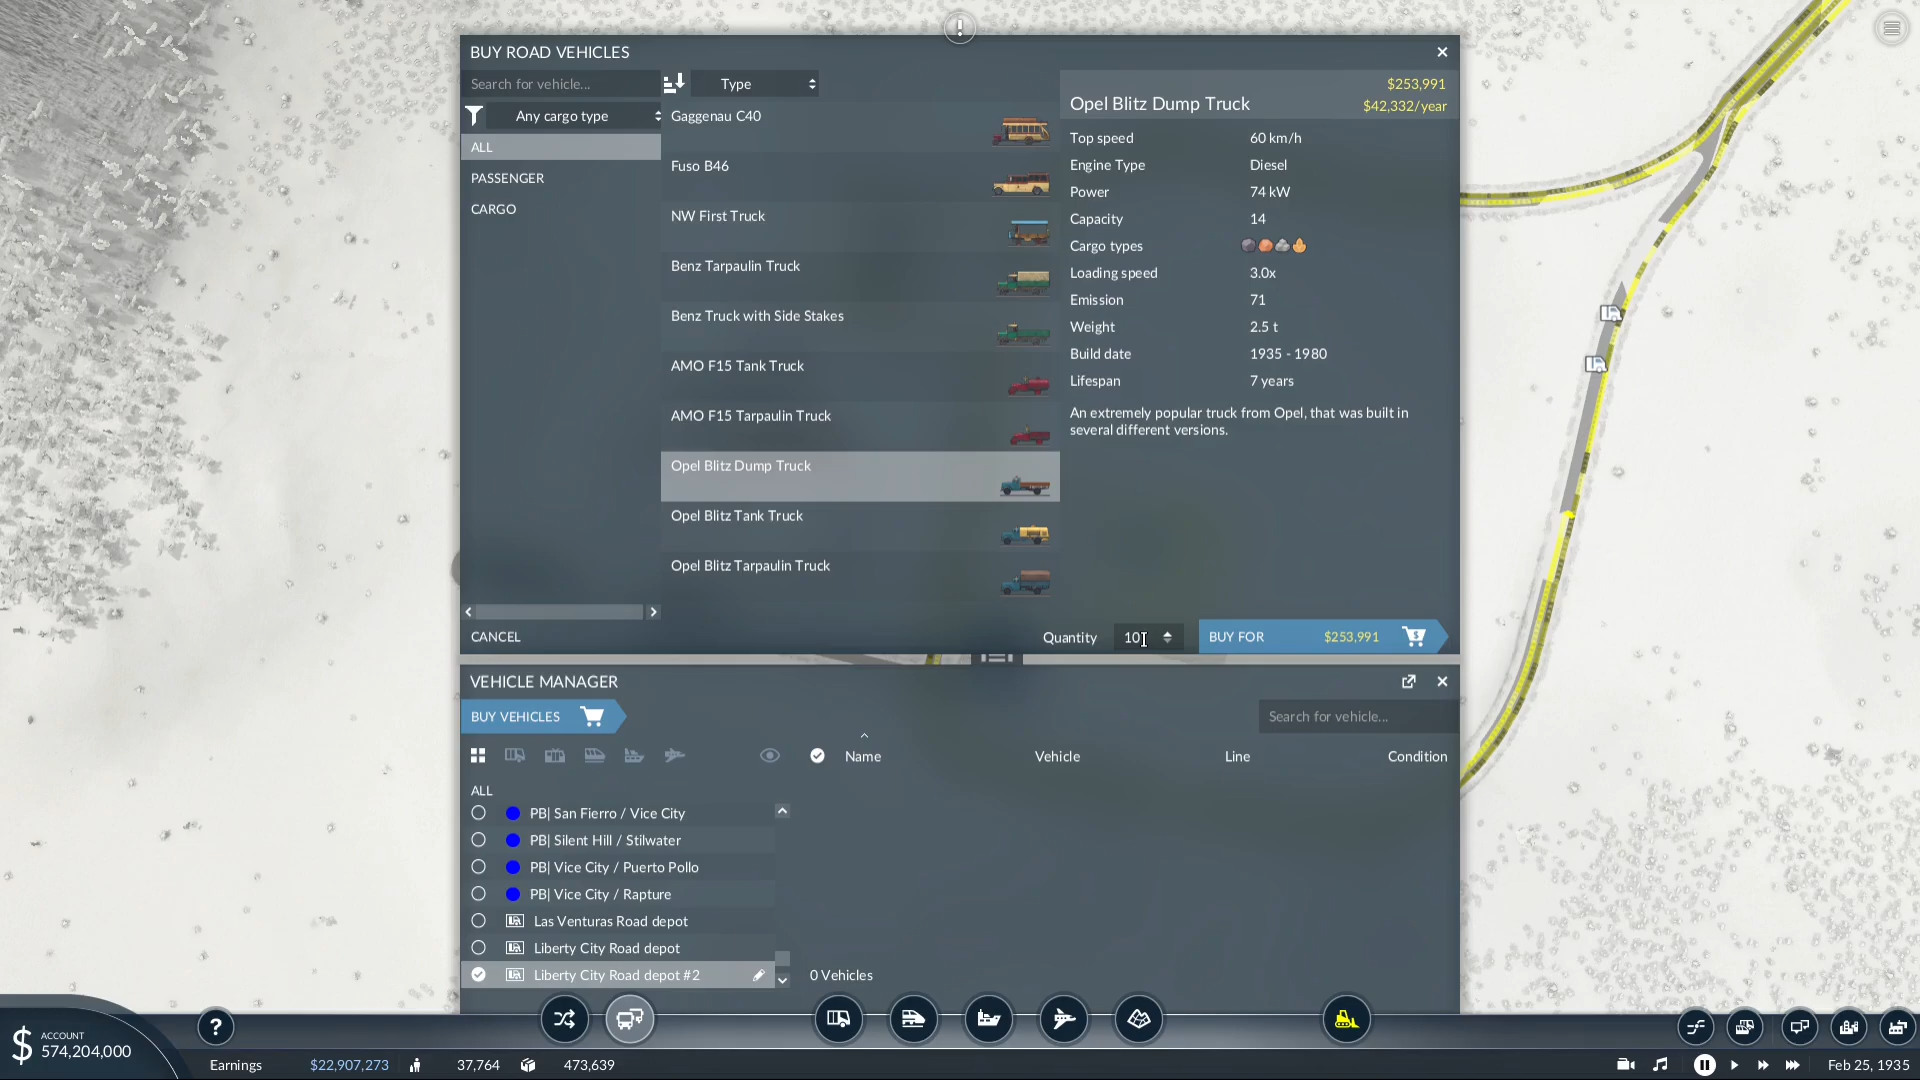 BUY ROAD VEHICLES
Search for vehicle...
Type
Any cargo type
ALL
PASSENGER
CARGO
Gaggenau C40
Fuso B46
NW First Truck
Benz Tarpaulin Truck
Benz Truck with Side Stakes
AMO F15 Tank Truck
AMO F15 Tarpaulin Truck
Opel Blitz Dump Truck
Opel Blitz Tank Truck
Opel Blitz Tarpaulin Truck
$253,991
Opel Blitz Dump Truck $42,332/year
Top speed 60 km/h
Engine Type Diesel
Power 74 kW
Capacity 14
Cargo types
Loading speed 3.0x
Emission 71
Weight 2.5 t
Build date 1935 - 1980
Lifespan 7 years
An extremely popular truck from Opel, that was built in
several different versions.
CANCEL
Quantity 10 BUY FOR $253,991
VEHICLE MANAGER
BUY VEHICLES
Search for vehicle...
Name Vehicle Line Condition
ALL
PB| San Fierro / Vice City
PB| Silent Hill / Stilwater
PB| Vice City / Puerto Pollo
PB| Vice City / Rapture
Las Venturas Road depot
Liberty City Road depot
Liberty City Road depot #2
0 Vehicles
$ ACCOUNT
574,204,000
?
Earnings $22,907,273 37,764 473,639
Feb 25, 1935